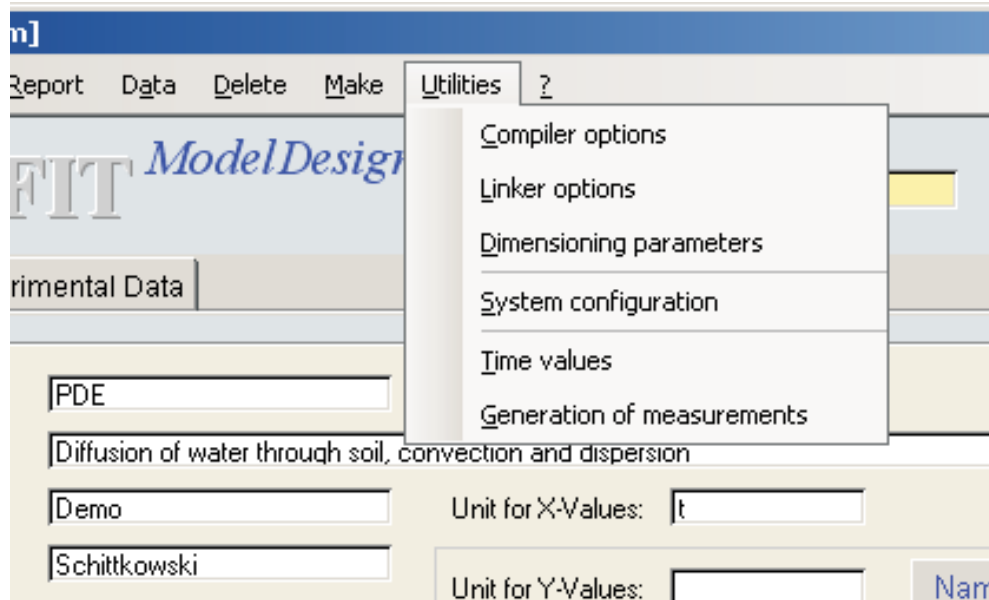 m]
Report Data Delete Make Utilities ?
FIT ModelDesign
Compiler options
Linker options
Dimensioning parameters
rimental Data
System configuration
Time values
PDE
Generation of measurements
Diffusion of water through soil, convection and dispersion
Demo Unit for X-Values: t
Schittkowski
Unit for Y-Values: Nam